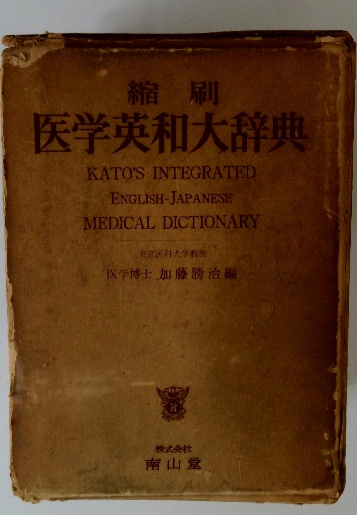 縮刷
医学英和大辞典
KATO'S INTEGRATED
ENGLISH-JAPANESE
MEDICAL DICTIONARY
東京医科大学教授
医学博士 加藤勝治編
株式会社
南山堂